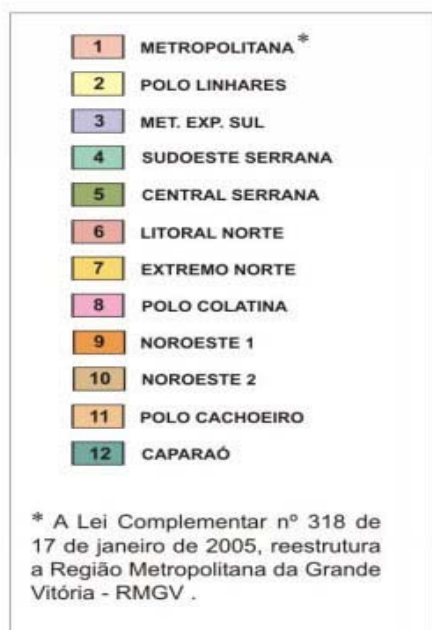 1 METROPOLITANA *
2 POLO LINHARES
3 MET. EXP. SUL
4 SUDOESTE SERRANA
5 CENTRAL SERRANA
6 LITORAL NORTE
7 EXTREMO NORTE
8 POLO COLATINA
9 NOROESTE 1
10 NOROESTE 2
11 POLO CACHOEIRO
12 CAPARAÓ
* A Lei Complementar nº 318 de
17 de janeiro de 2005, reestrutura
a Região Metropolitana da Grande
Vitória - RMGV .